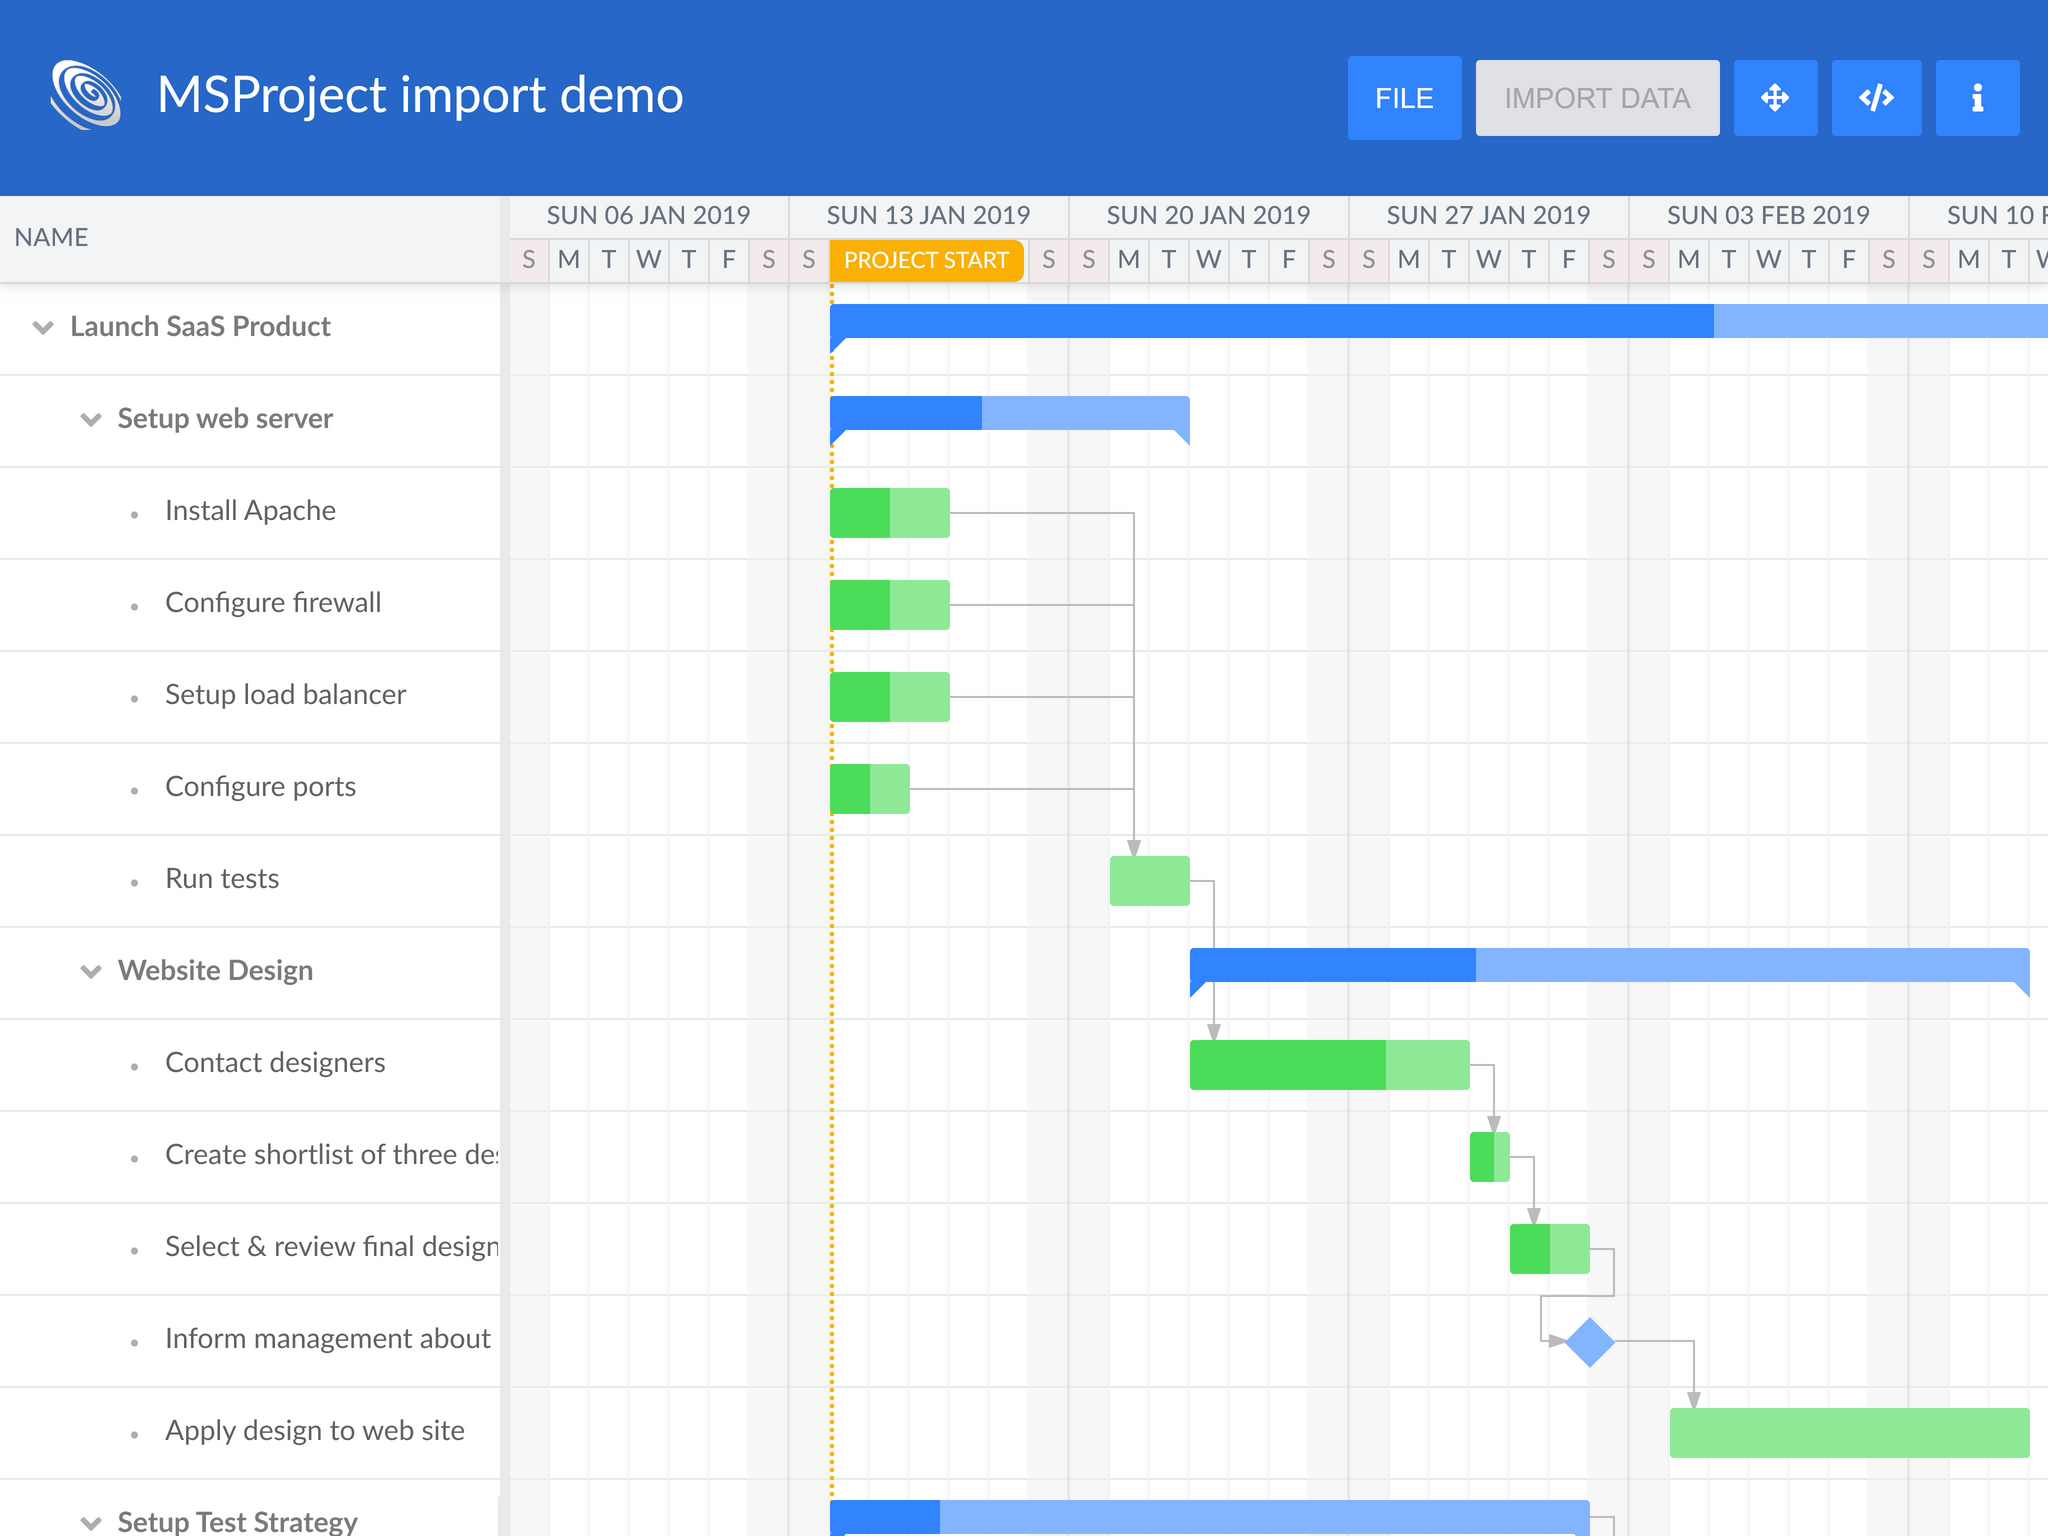 MSProject import demo
FILE
IMPORT DATA
NAME
SUN 06 JAN 2019
SUN 13 JAN 2019
SUN 20 JAN 2019
SUN 27 JAN 2019
SUN 03 FEB 2019
SUN 10 F
S M T W T F S S PROJECT START S S M T W T F S S M T W T F S S M T W T F S S M T W
Launch SaaS Product
Setup web server
Install Apache
Configure firewall
Setup load balancer
Configure ports
Run tests
Website Design
Contact designers
Create shortlist of three des
Select & review final design
Inform management about
Apply design to web site
Setup Test Strategy